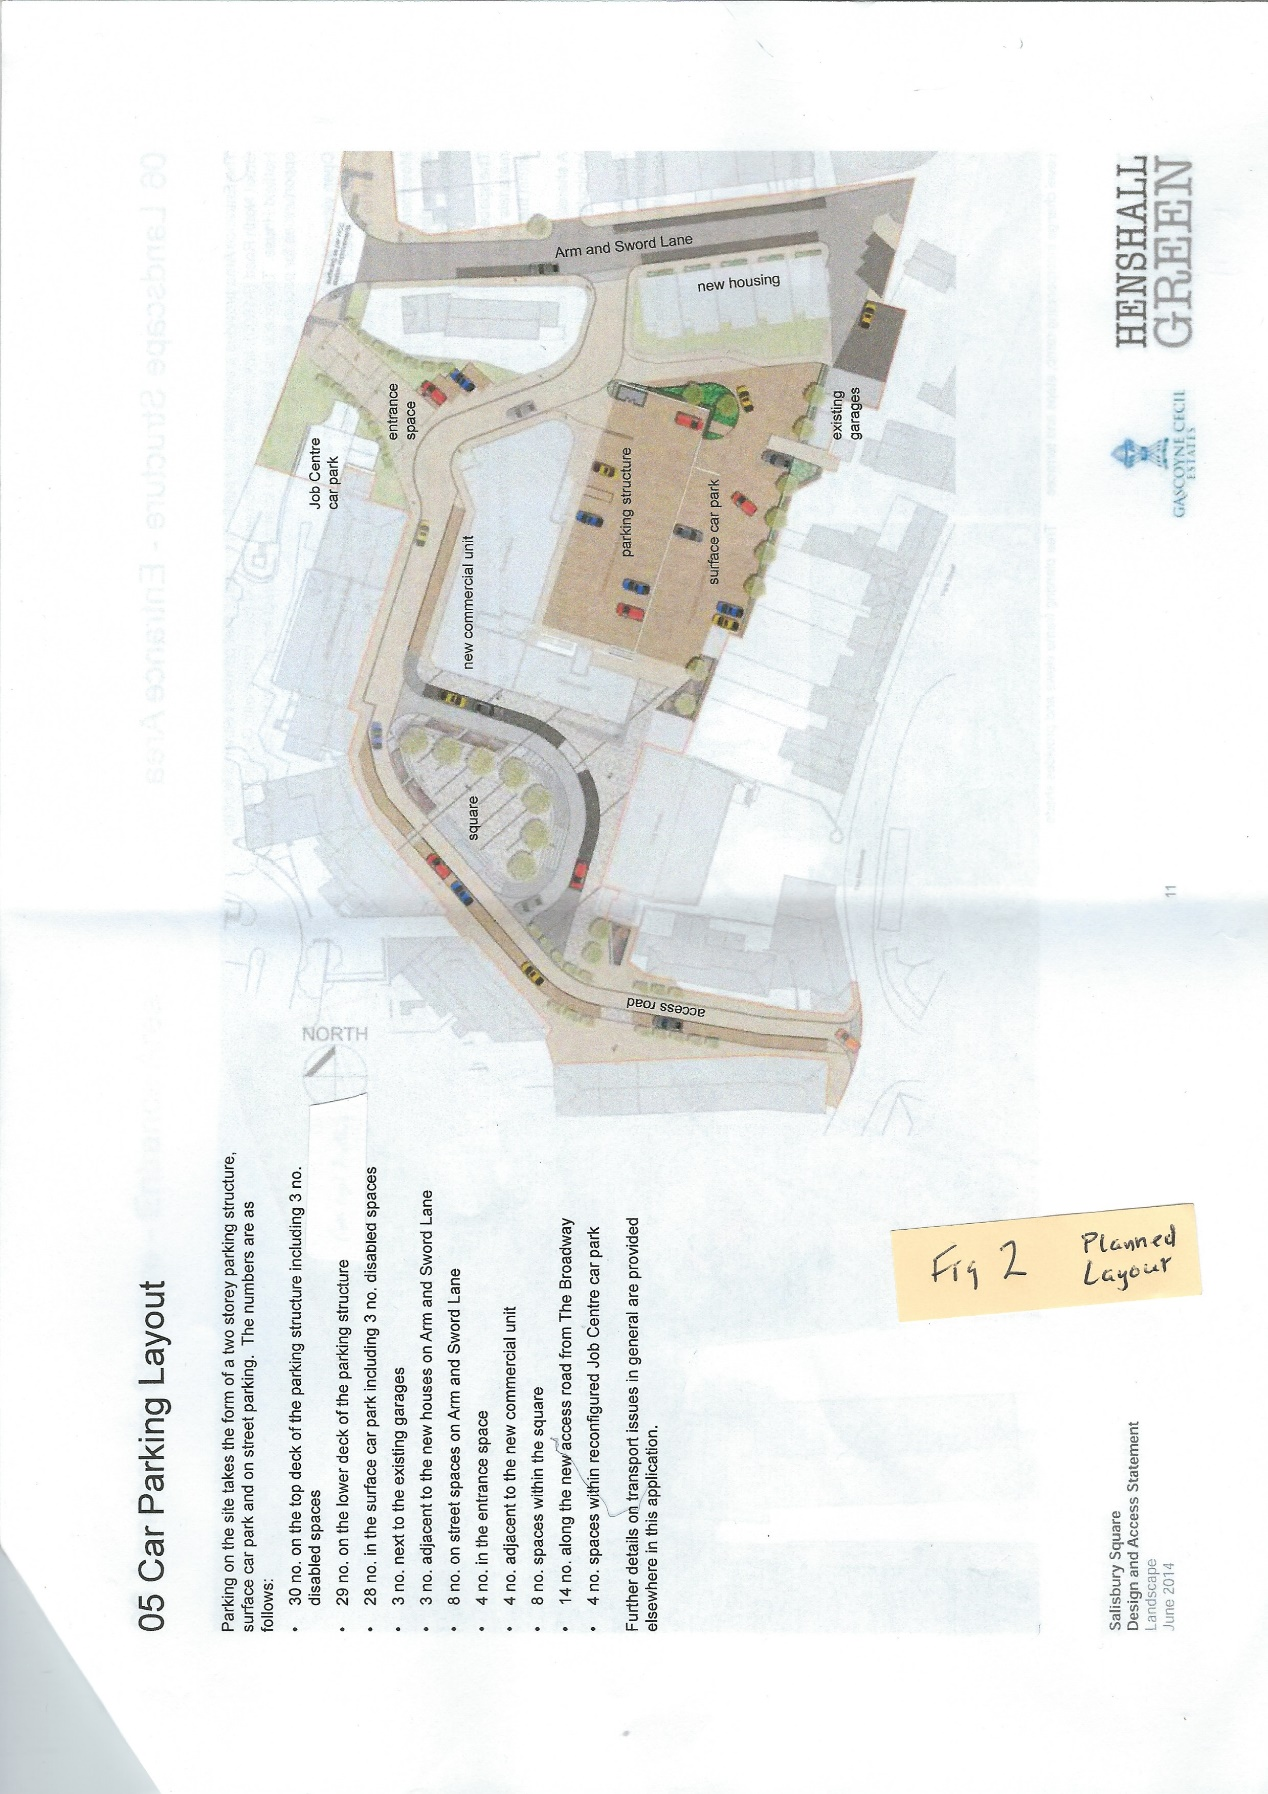 05 Car Parking Layout
Parking on the site takes the form of a two storey parking structure,
surface car park and on street parking. The numbers are as
follows:
• 30 no. on the top deck of the parking structure including 3 no.
disabled spaces
• 29 no. on the lower deck of the parking structure
• 28 no. in the surface car park including 3 no. disabled spaces
• 3 no. next to the existing garages
• 3 no. adjacent to the new houses on Arm and Sword Lane
• 8 no. on street spaces on Arm and Sword Lane
• 4 no. in the entrance space
• 4 no. adjacent to the new commercial unit
• 8 no. spaces within the square
• 14 no. along the new access road from The Broadway
• 4 no. spaces within reconfigured Job Centre car park
Further details on transport issues in general are provided
elsewhere in this application.
NORTH
Job Centre
car park
entrance
space
Arm and Sword Lane
new housing
new commercial unit
parking structure
surface car park
existing
garages
square
access road
Fig 2
Planned
Layout
Salisbury Square
Design and Access Statement
Landscape
June 2014
11
GASCOYNE CECIL
ESTATES
HENSHALL
GREEN